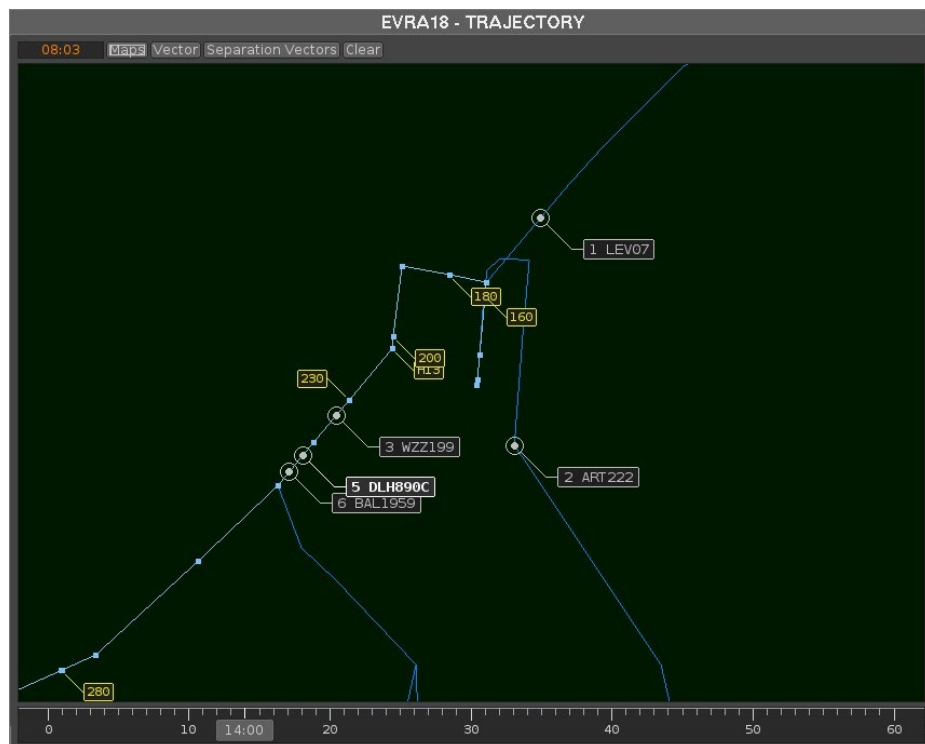 EVRA18 - TRAJECTORY
08:03 Maps Vector Separation Vectors Clear
1 LEV07
180
160
200
H13
230
3 WZZ199
2 ART222
5 DLH890C
6 BAL1959
280
0 10 14:00 20 30 40 50 60